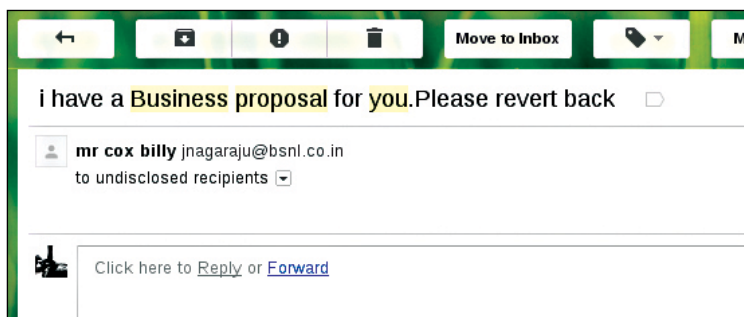 Move to Inbox M
i have a Business proposal for you.Please revert back
mr cox billy jnagaraju@bsnl.co.in
to undisclosed recipients
Click here to Reply or Forward